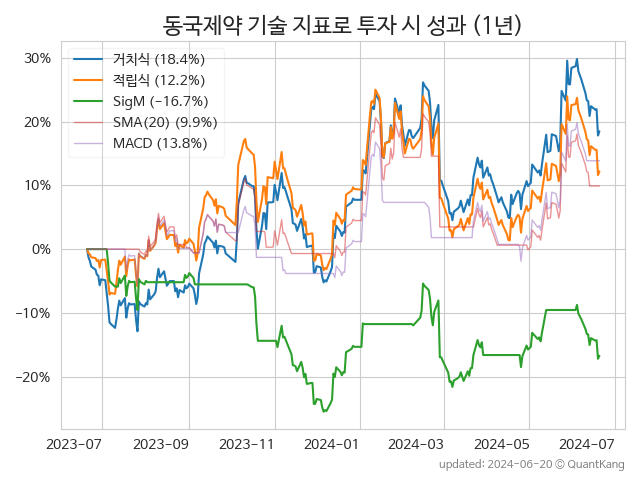 동국제약 기술 지표로 투자 시 성과 (1년)
거치식 (18.4%)
적립식 (12.2%)
SigM (−16.7%)
SMA(20) (9.9%)
MACD (13.8%)
30%
20%
10%
0%
−10%
−20%
2023−07 2023−09 2023−11 2024−01 2024−03 2024−05 2024−07
updated: 2024-06-20 © QuantKang